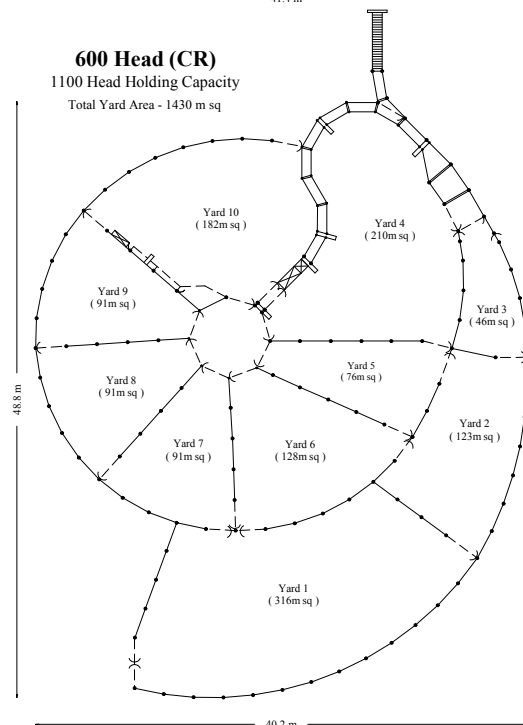 600 Head (CR)
1100 Head Holding Capacity
Total Yard Area - 1430 m sq
Yard 10
( 182m sq )
Yard 4
( 210m sq )
Yard 9
( 91m sq )
Yard 3
( 46m sq )
Yard 8
( 91m sq )
Yard 5
( 76m sq )
48.8 m
Yard 2
( 123m sq )
Yard 7
( 91m sq )
Yard 6
( 128m sq )
Yard 1
( 316m sq )
40.2 m